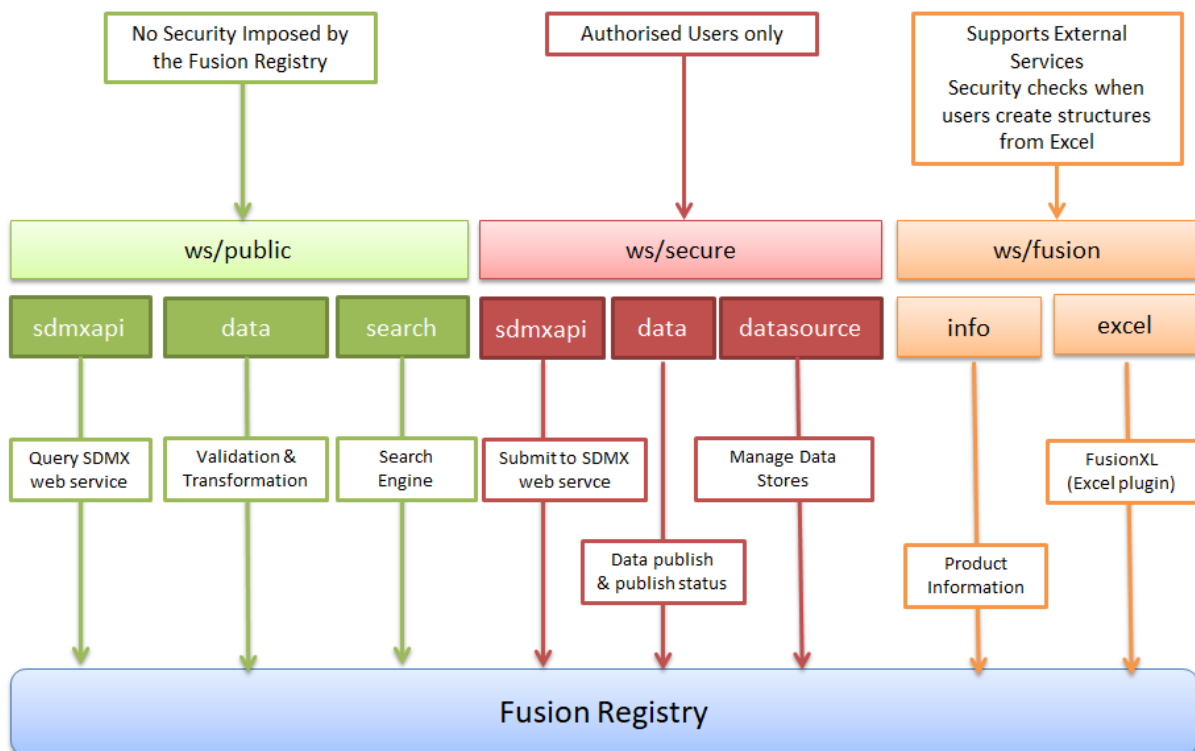 No Security Imposed by
the Fusion Registry
Authorised Users only
Supports External
Services
Security checks when
users create structures
from Excel
ws/public
ws/secure
ws/fusion
sdmxapi
data
search
sdmxapi
data
datasource
info
excel
Query SDMX
web service
Validation &
Transformation
Search
Engine
Submit to SDMX
web servce
Manage Data
Stores
FusionXL
(Excel plugin)
Data publish
& publish status
Product
Information
Fusion Registry